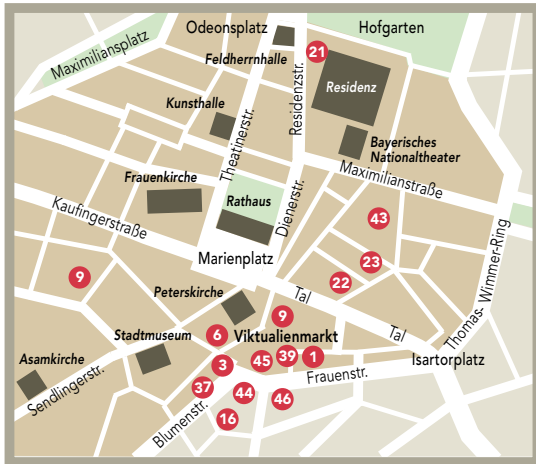 Odeonsplatz
Hofgarten
Maximiliansplatz
Feldherrnhalle
21
Residenz
Kunsthalle
Theatinerstr.
Residenzstr.
Bayerisches
Nationaltheater
Frauenkirche
Rathaus
Maximilianstraße
Kaufingerstraße
Dienerstr.
43
Marienplatz
23
22
9
Tal
Thomas-Wimmer-Ring
Peterskirche
9
6
Viktualienmarkt
Tal
Stadtmuseum
Isartorplatz
Asamkirche
3
45
39
1
Sendlingerstr.
37
44
46
Frauenstr.
Blumenstr.
16